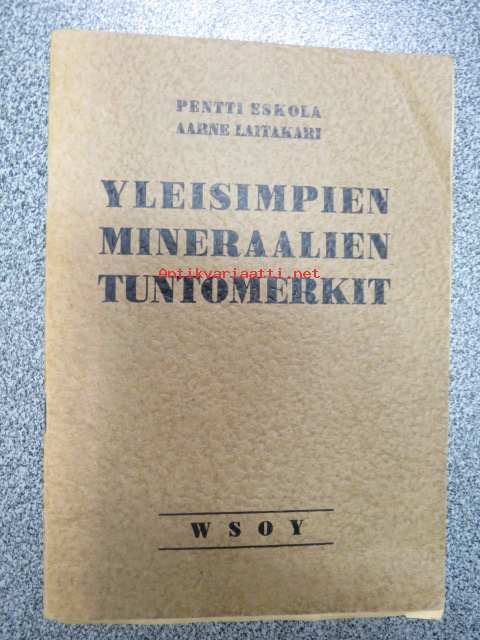 PENTTI ESKOLA
AARNE LAITAKARI
YLEISIMPIEN
MINERAALIEN
Antikvariaatti.net
TUNTOMERKIT
WSOY